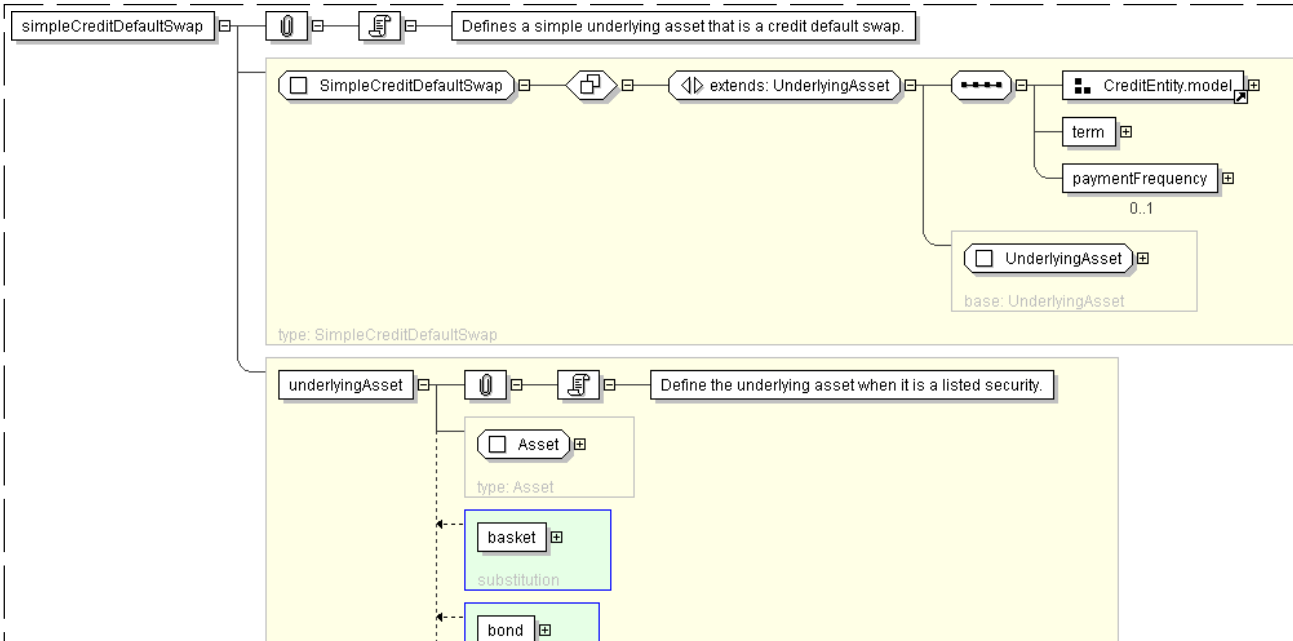 simpleCreditDefaultSwap
Defines a simple underlying asset that is a credit default swap.
SimpleCreditDefaultSwap
extends: UnderlyingAsset
CreditEntity.model
term
paymentFrequency
0..1
UnderlyingAsset
base: UnderlyingAsset
type: SimpleCreditDefaultSwap
underlyingAsset
Define the underlying asset when it is a listed security.
Asset
type: Asset
basket
substitution
bond